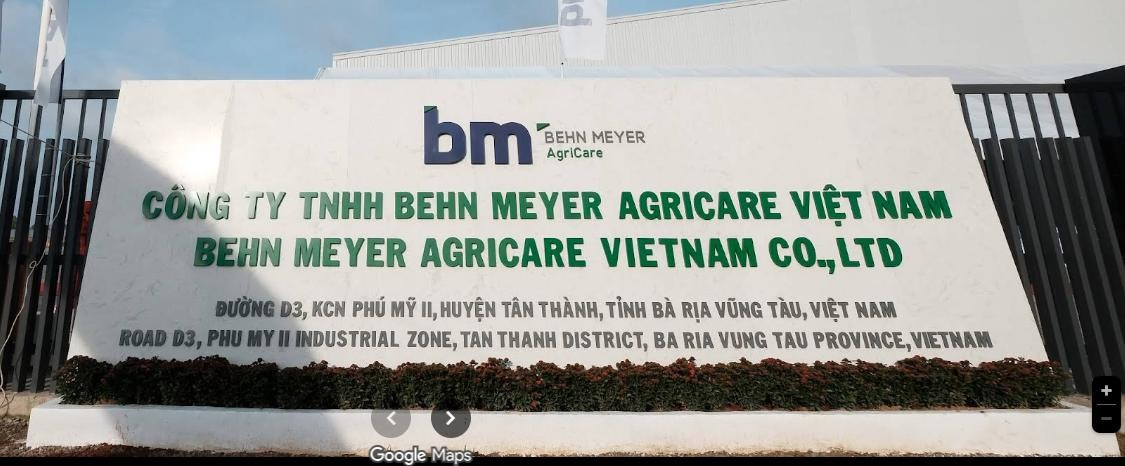 bm BEHN MEYER
AgriCare
CÔNG TY TNHH BEHN MEYER AGRICARE VIỆT NAM
BEHN MEYER AGRICARE VIETNAM CO.,LTD
ĐƯỜNG D3, KCN PHÚ MỸ II, HUYỆN TÂN THÀNH, TỈNH BÀ RỊA VŨNG TÀU, VIỆT NAM
ROAD D3, PHU MY II INDUSTRIAL ZONE, TAN THANH DISTRICT, BA RIA VUNG TAU PROVINCE, VIETNAM
Google Maps